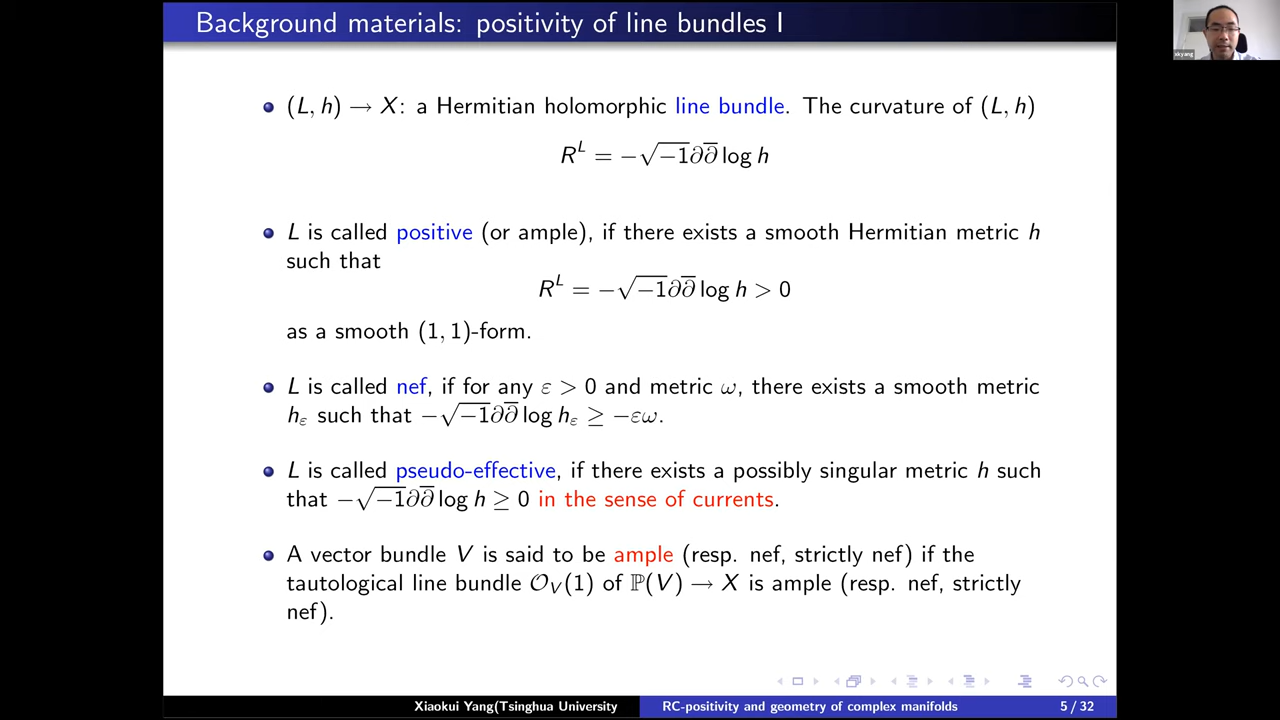 Background materials: positivity of line bundles I
xkyang
(L, h) → X: a Hermitian holomorphic line bundle. The curvature of (L, h)
R^L = −√−1∂∂̅ log h
L is called positive (or ample), if there exists a smooth Hermitian metric h
such that
R^L = −√−1∂∂̅ log h > 0
as a smooth (1, 1)-form.
L is called nef, if for any ε > 0 and metric ω, there exists a smooth metric
h_ε such that −√−1∂∂̅ log h_ε ≥ −εω.
L is called pseudo-effective, if there exists a possibly singular metric h such
that −√−1∂∂̅ log h ≥ 0 in the sense of currents.
A vector bundle V is said to be ample (resp. nef, strictly nef) if the
tautological line bundle 𝒪_V(1) of ℙ(V) → X is ample (resp. nef, strictly
nef).
Xiaokui Yang(Tsinghua University
RC-positivity and geometry of complex manifolds
5 / 32